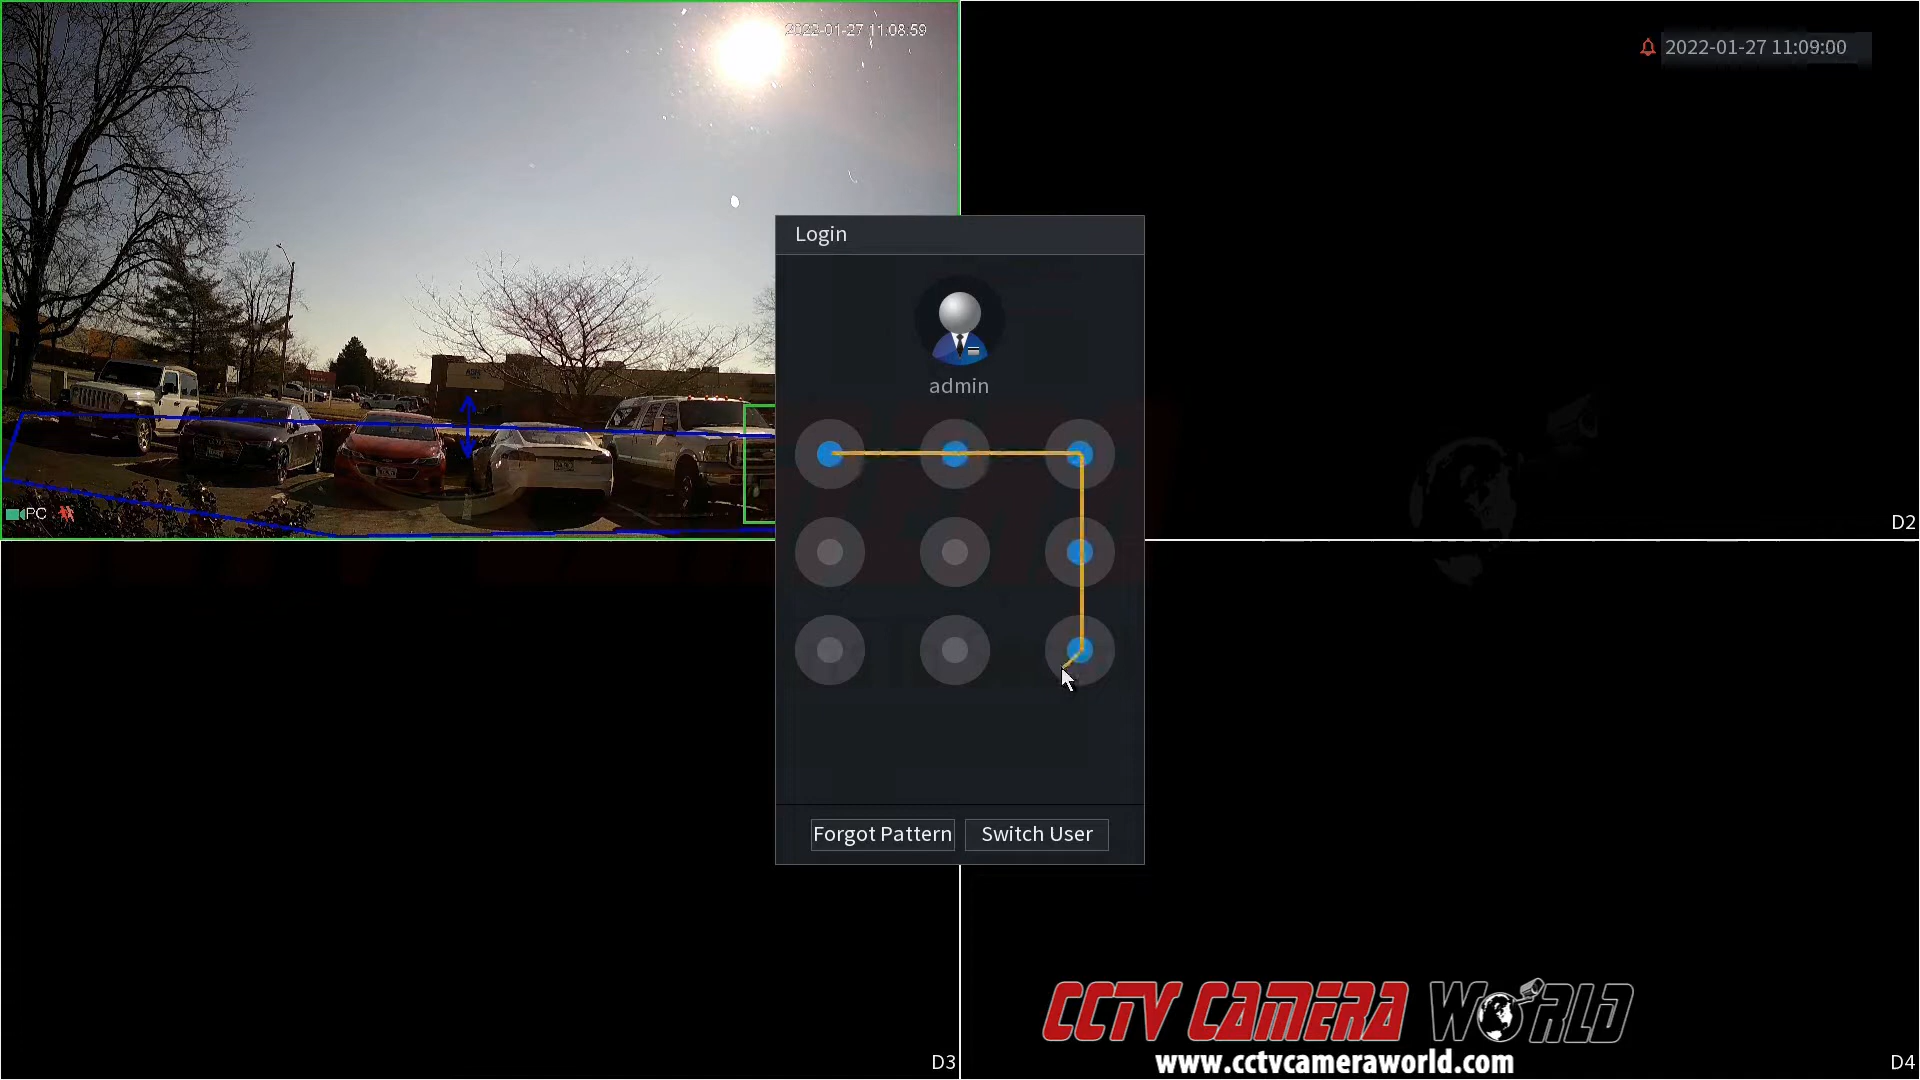 2022-01-27 11:08:59
2022-01-27 11:09:00
Login
admin
PC
D2
Forgot Pattern
Switch User
CCTV CAMERA WORLD
www.cctvcameraworld.com
D3
D4